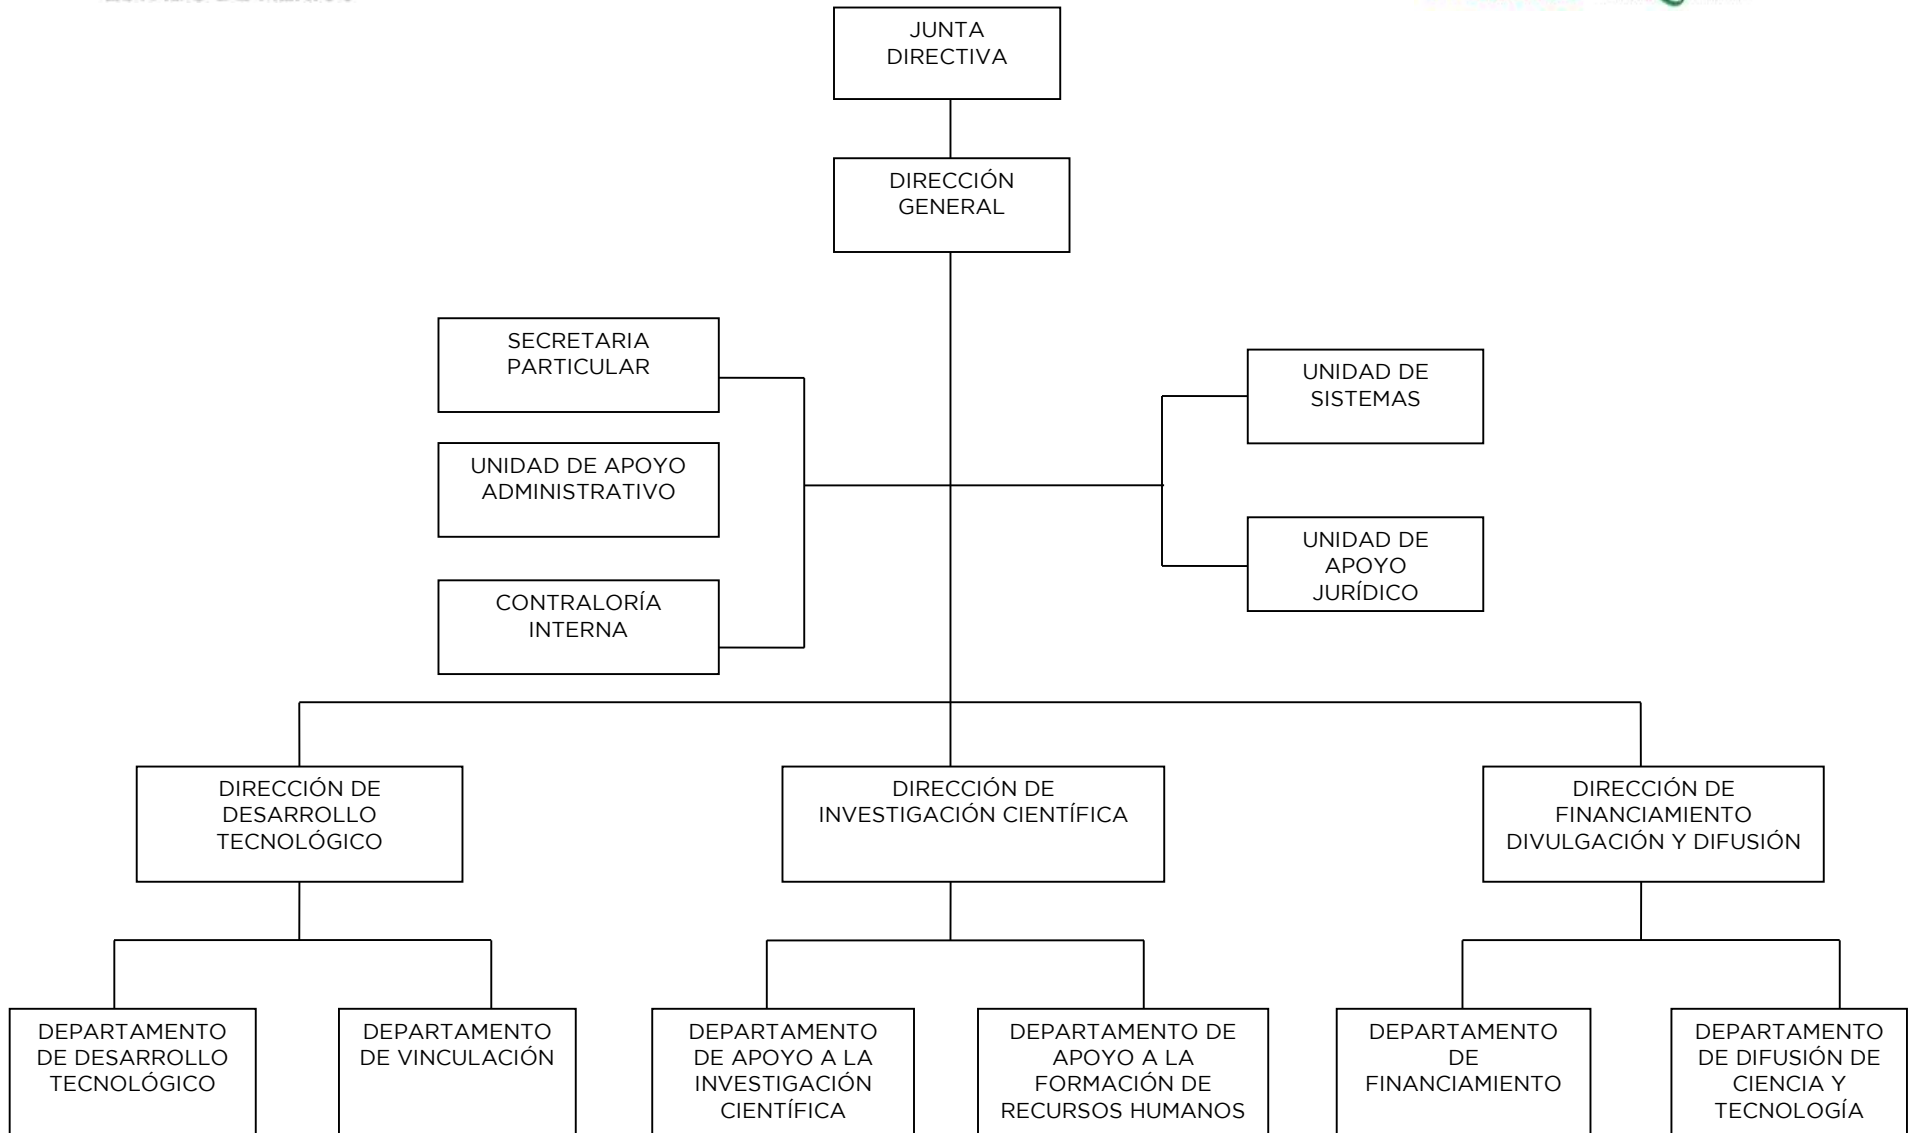 JUNTA
DIRECTIVA
DIRECCIÓN
GENERAL
SECRETARIA
PARTICULAR
UNIDAD DE
SISTEMAS
UNIDAD DE APOYO
ADMINISTRATIVO
UNIDAD DE
APOYO
JURÍDICO
CONTRALORÍA
INTERNA
DIRECCIÓN DE
DESARROLLO
TECNOLÓGICO
DIRECCIÓN DE
INVESTIGACIÓN CIENTÍFICA
DIRECCIÓN DE
FINANCIAMIENTO
DIVULGACIÓN Y DIFUSIÓN
DEPARTAMENTO
DE DESARROLLO
TECNOLÓGICO
DEPARTAMENTO
DE VINCULACIÓN
DEPARTAMENTO
DE APOYO A LA
INVESTIGACIÓN
CIENTÍFICA
DEPARTAMENTO DE
APOYO A LA
FORMACIÓN DE
RECURSOS HUMANOS
DEPARTAMENTO
DE
FINANCIAMIENTO
DEPARTAMENTO
DE DIFUSIÓN DE
CIENCIA Y
TECNOLOGÍA